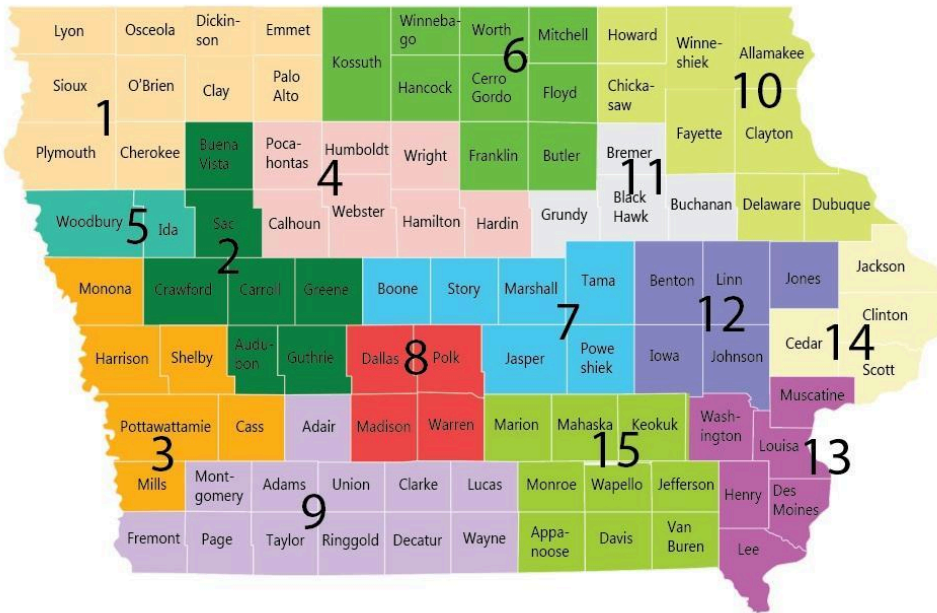 Lyon
Osceola
Dickin-
son
Emmet
Kossuth
Winneba-
go
Worth
Mitchell
6
Howard
Winne-
shiek
Allamakee
10
Sioux
O'Brien
Clay
Palo
Alto
1
Hancock
Cerro
Gordo
Floyd
Chicka-
saw
Plymouth
Cherokee
Buena
Vista
Poca-
hontas
Humboldt
Wright
4
Franklin
Butler
Bremer
11
Fayette
Clayton
Woodbury
5
Ida
Sac
2
Calhoun
Webster
Hamilton
Hardin
Grundy
Black
Hawk
Buchanan
Delaware
Dubuque
Monona
Crawford
Carroll
Greene
Boone
Story
Marshall
Tama
7
Benton
Linn
12
Jones
Jackson
Clinton
Harrison
Shelby
Audu-
bon
Guthrie
Dallas
8
Polk
Jasper
Powe
shiek
Iowa
Johnson
Cedar
14
Scott
Muscatine
Pottawattamie
3
Cass
Adair
Madison
Warren
Marion
Mahaska
Keokuk
15
Wash-
ington
Louisa
13
Mills
Mont-
gomery
Adams
Union
Clarke
Lucas
9
Monroe
Wapello
Jefferson
Henry
Des
Moines
Fremont
Page
Taylor
Ringgold
Decatur
Wayne
Appa-
noose
Davis
Van
Buren
Lee